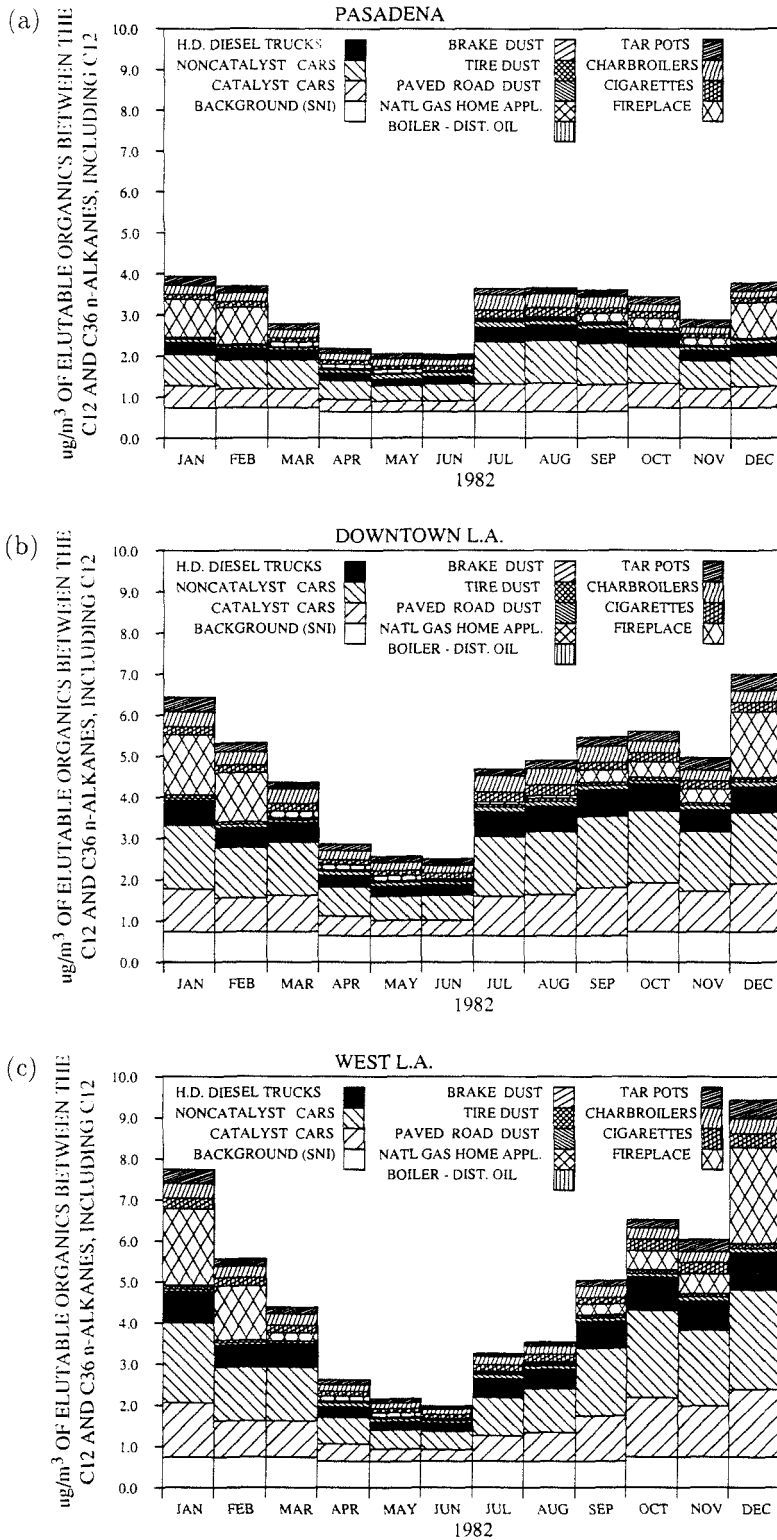 (a)
PASADENA
ug/m³ OF ELUTABLE ORGANICS BETWEEN THE
C12 AND C36 n-ALKANES, INCLUDING C12
10.0
9.0
8.0
7.0
6.0
5.0
4.0
3.0
2.0
1.0
0.0
H.D. DIESEL TRUCKS
NONCATALYST CARS
CATALYST CARS
BACKGROUND (SNI)
BRAKE DUST
TIRE DUST
PAVED ROAD DUST
NATL GAS HOME APPL.
BOILER - DIST. OIL
TAR POTS
CHARBROILERS
CIGARETTES
FIREPLACE
JAN FEB MAR APR MAY JUN JUL AUG SEP OCT NOV DEC
1982
(b)
DOWNTOWN L.A.
ug/m³ OF ELUTABLE ORGANICS BETWEEN THE
C12 AND C36 n-ALKANES, INCLUDING C12
10.0
9.0
8.0
7.0
6.0
5.0
4.0
3.0
2.0
1.0
0.0
H.D. DIESEL TRUCKS
NONCATALYST CARS
CATALYST CARS
BACKGROUND (SNI)
BRAKE DUST
TIRE DUST
PAVED ROAD DUST
NATL GAS HOME APPL.
BOILER - DIST. OIL
TAR POTS
CHARBROILERS
CIGARETTES
FIREPLACE
JAN FEB MAR APR MAY JUN JUL AUG SEP OCT NOV DEC
1982
(c)
WEST L.A.
ug/m³ OF ELUTABLE ORGANICS BETWEEN THE
C12 AND C36 n-ALKANES, INCLUDING C12
10.0
9.0
8.0
7.0
6.0
5.0
4.0
3.0
2.0
1.0
0.0
H.D. DIESEL TRUCKS
NONCATALYST CARS
CATALYST CARS
BACKGROUND (SNI)
BRAKE DUST
TIRE DUST
PAVED ROAD DUST
NATL GAS HOME APPL.
BOILER - DIST. OIL
TAR POTS
CHARBROILERS
CIGARETTES
FIREPLACE
JAN FEB MAR APR MAY JUN JUL AUG SEP OCT NOV DEC
1982